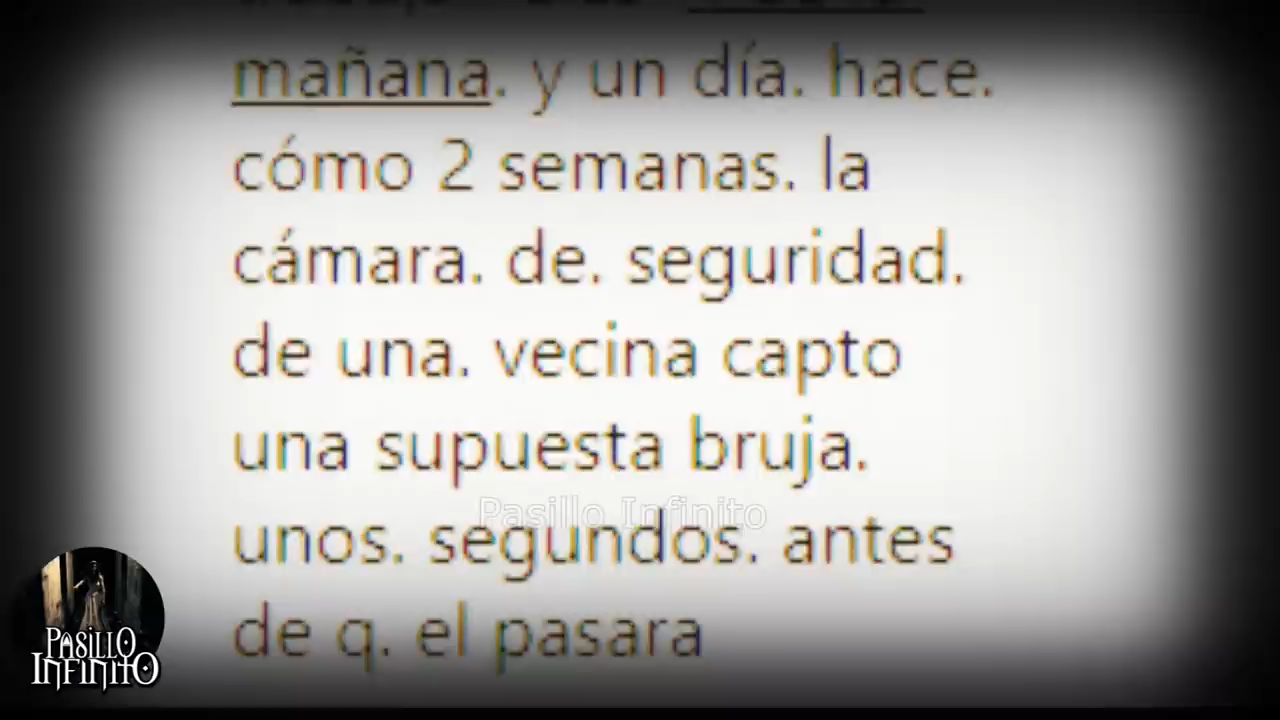 mañana. y un día. hace.
cómo 2 semanas. la
cámara. de. seguridad.
de una. vecina capto
una supuesta bruja.
Pasillo Infinito
unos. segundos. antes
de q. el pasara
PASILLO
INFINITO